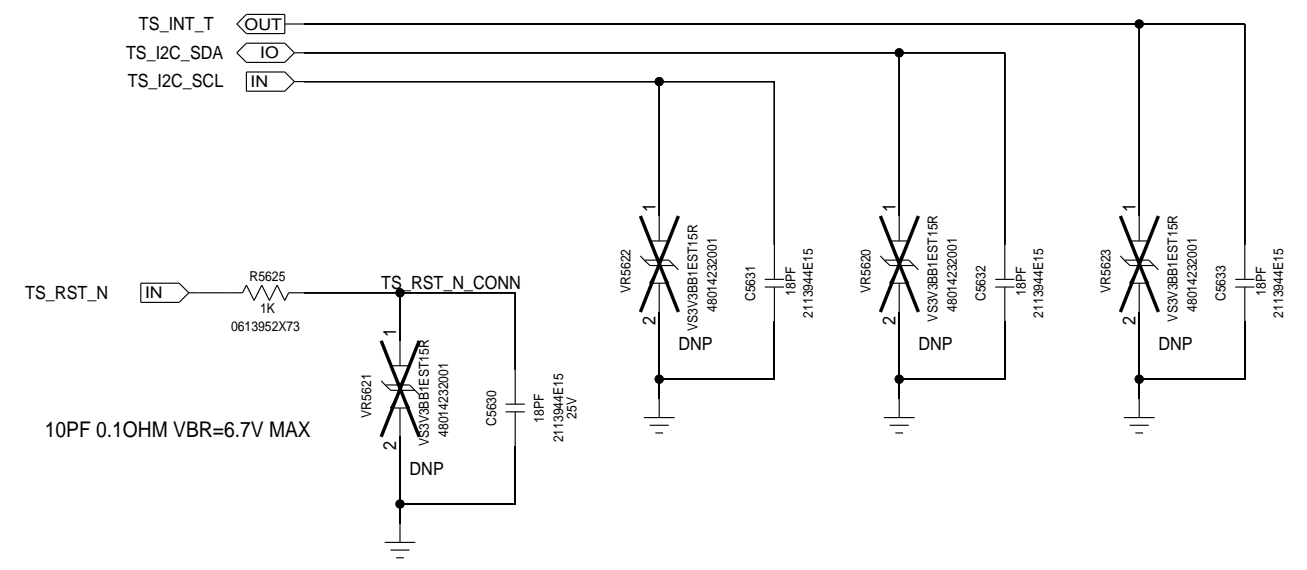 TS_INT_T OUT
TS_I2C_SDA IO
TS_I2C_SCL IN
1
2
VR5622
VS3V3BB1EST15R
48014232001
DNP
C5631
18PF
2113944E15
1
2
VR5620
VS3V3BB1EST15R
48014232001
DNP
C5632
18PF
2113944E15
1
2
VR5623
VS3V3BB1EST15R
48014232001
DNP
C5633
18PF
2113944E15
TS_RST_N IN
R5625
1K
0613952X73
TS_RST_N_CONN
1
2
VR5621
VS3V3BB1EST15R
48014232001
DNP
C5630
18PF
2113944E15
25V
10PF 0.1OHM VBR=6.7V MAX